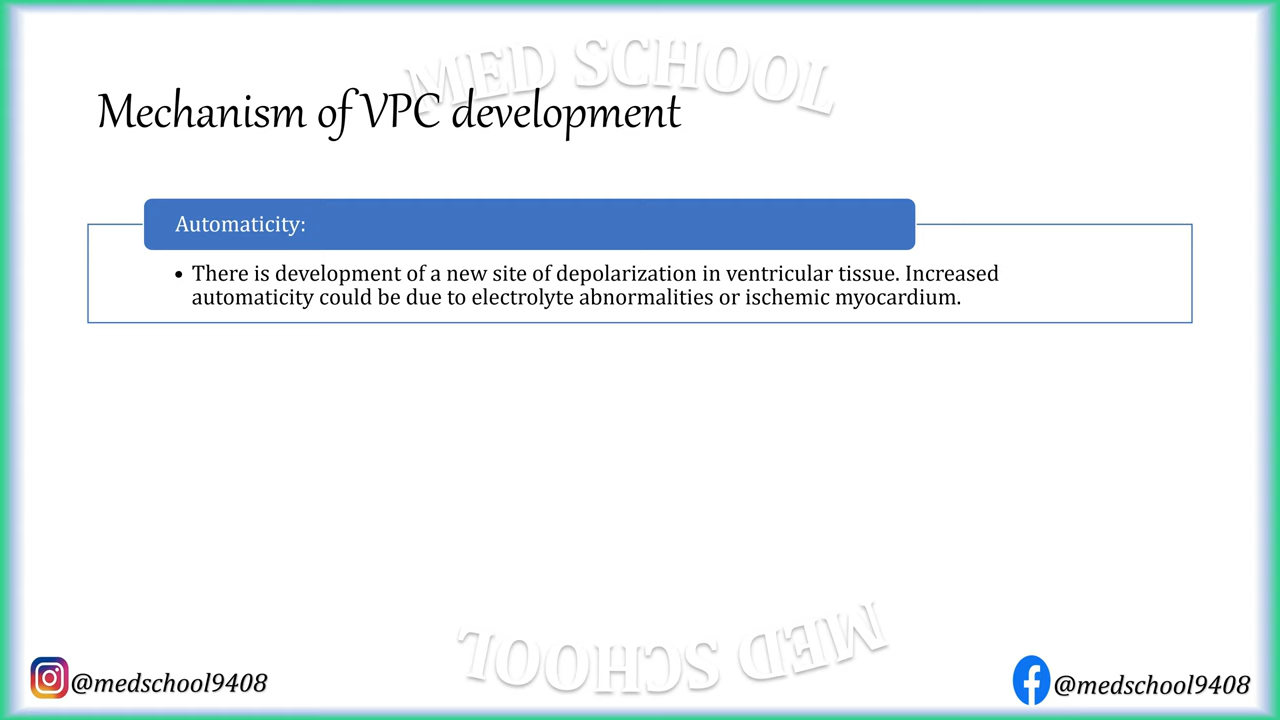 MED SCHOOL
Mechanism of VPC development
Automaticity:
• There is development of a new site of depolarization in ventricular tissue. Increased
automaticity could be due to electrolyte abnormalities or ischemic myocardium.
MED SCHOOL
@medschool9408
@medschool9408